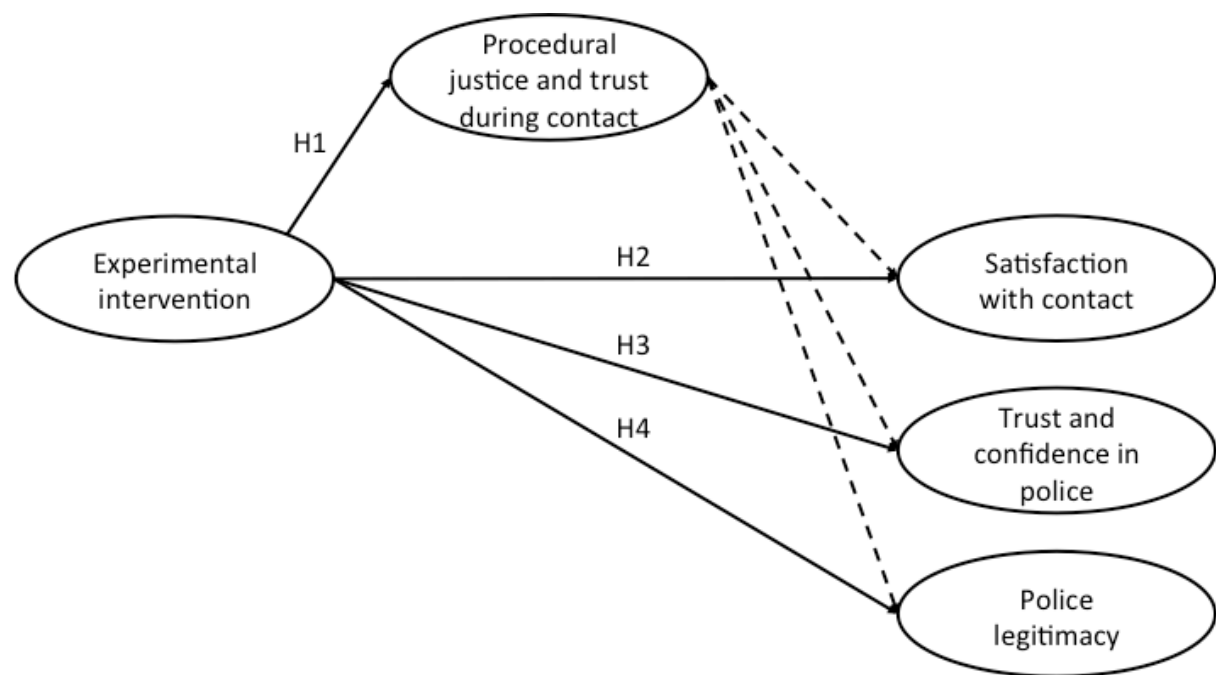 Procedural
justice and trust
during contact
H1
Experimental
intervention
H2
Satisfaction
with contact
H3
Trust and
confidence in
police
H4
Police
legitimacy